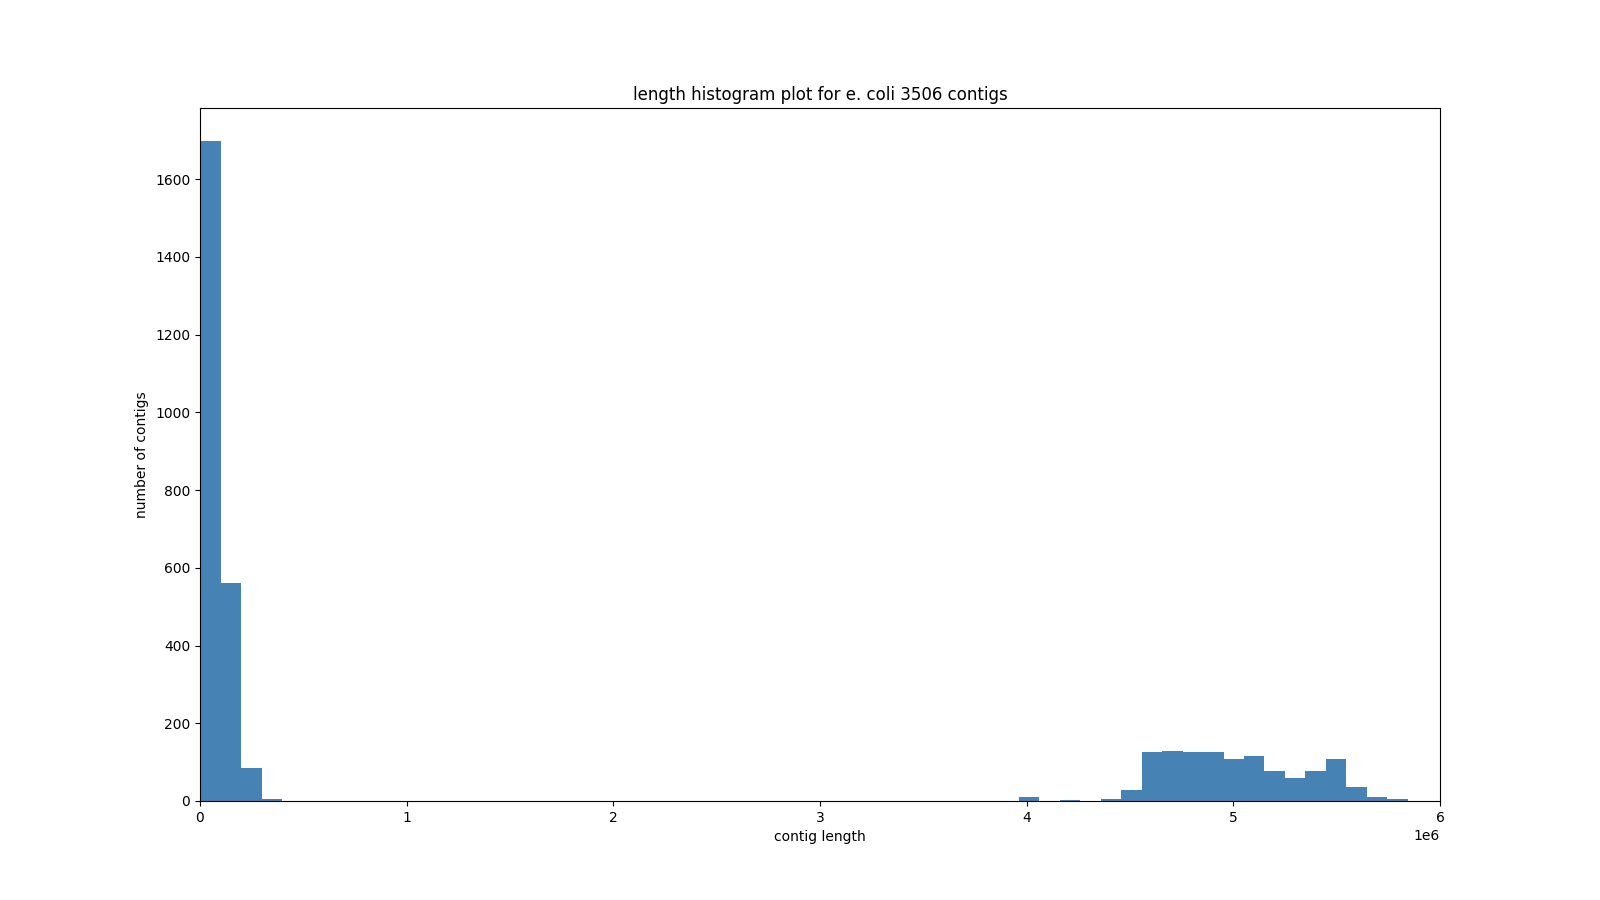 length histogram plot for e. coli 3506 contigs
number of contigs
1600
1400
1200
1000
800
600
400
200
0
0 1 2 3 4 5 6
contig length
1e6